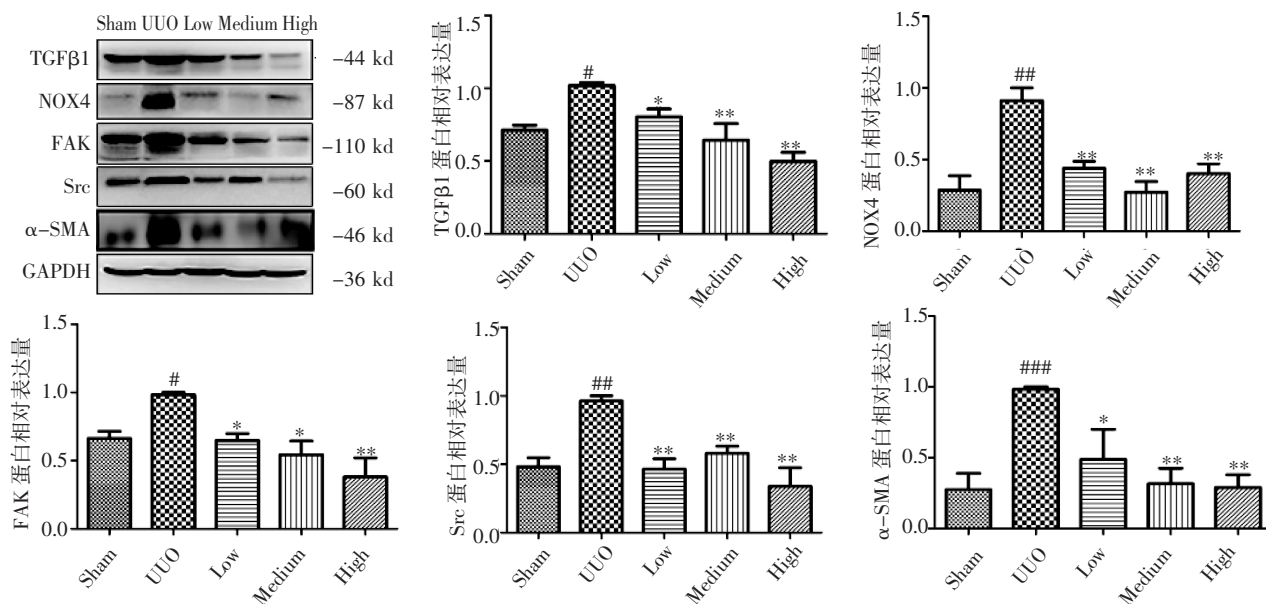 Sham UUO Low Medium High
TGFβ1 -44 kd
NOX4 -87 kd
FAK -110 kd
Src -60 kd
α-SMA -46 kd
GAPDH -36 kd
TGFβ1 蛋白相对表达量
1.5
1.0
0.5
0.0
#
*
**
**
Sham
UUO
Low
Medium
High
NOX4 蛋白相对表达量
1.5
1.0
0.5
0.0
##
**
**
**
Sham
UUO
Low
Medium
High
FAK 蛋白相对表达量
1.5
1.0
0.5
0.0
#
*
*
**
Sham
UUO
Low
Medium
High
Src 蛋白相对表达量
1.5
1.0
0.5
0.0
##
**
**
**
Sham
UUO
Low
Medium
High
α-SMA 蛋白相对表达量
1.5
1.0
0.5
0.0
###
*
**
**
Sham
UUO
Low
Medium
High